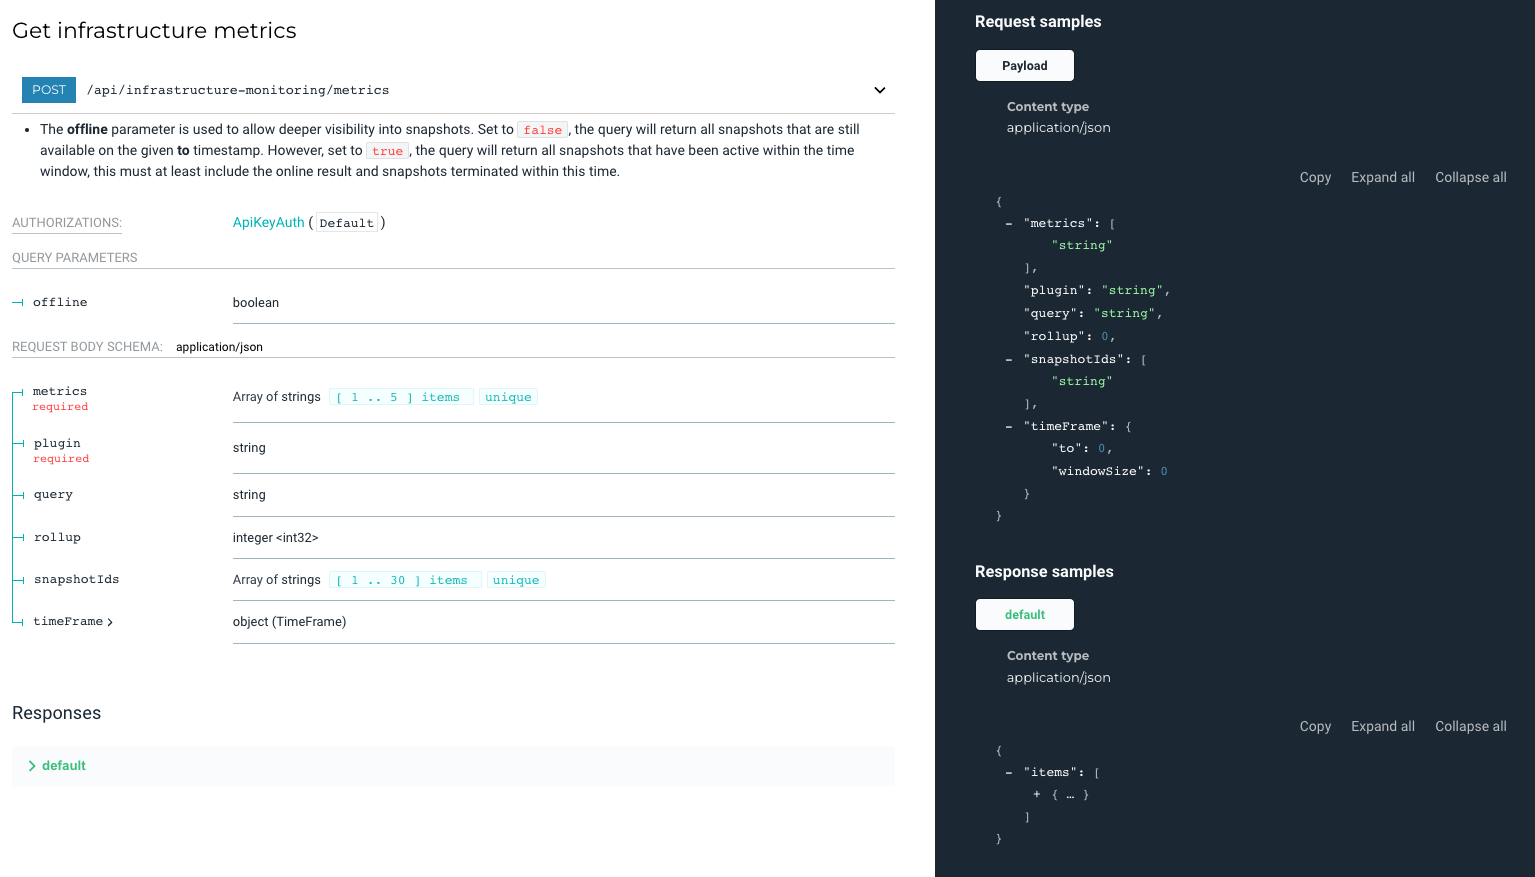 Get infrastructure metrics
POST /api/infrastructure-monitoring/metrics
• The offline parameter is used to allow deeper visibility into snapshots. Set to false, the query will return all snapshots that are still
available on the given to timestamp. However, set to true, the query will return all snapshots that have been active within the time
window, this must at least include the online result and snapshots terminated within this time.
AUTHORIZATIONS: ApiKeyAuth ( Default )
QUERY PARAMETERS
offline boolean
REQUEST BODY SCHEMA: application/json
metrics
required
Array of strings [ 1 .. 5 ] items unique
plugin
required
string
query string
rollup integer <int32>
snapshotIds Array of strings [ 1 .. 30 ] items unique
timeFrame > object (TimeFrame)
Responses
> default
Request samples
Payload
Content type
application/json
Copy Expand all Collapse all
{
- "metrics": [
"string"
],
"plugin": "string",
"query": "string",
"rollup": 0,
- "snapshotIds": [
"string"
],
- "timeFrame": {
"to": 0,
"windowSize": 0
}
}
Response samples
default
Content type
application/json
Copy Expand all Collapse all
{
- "items": [
+ { … }
]
}